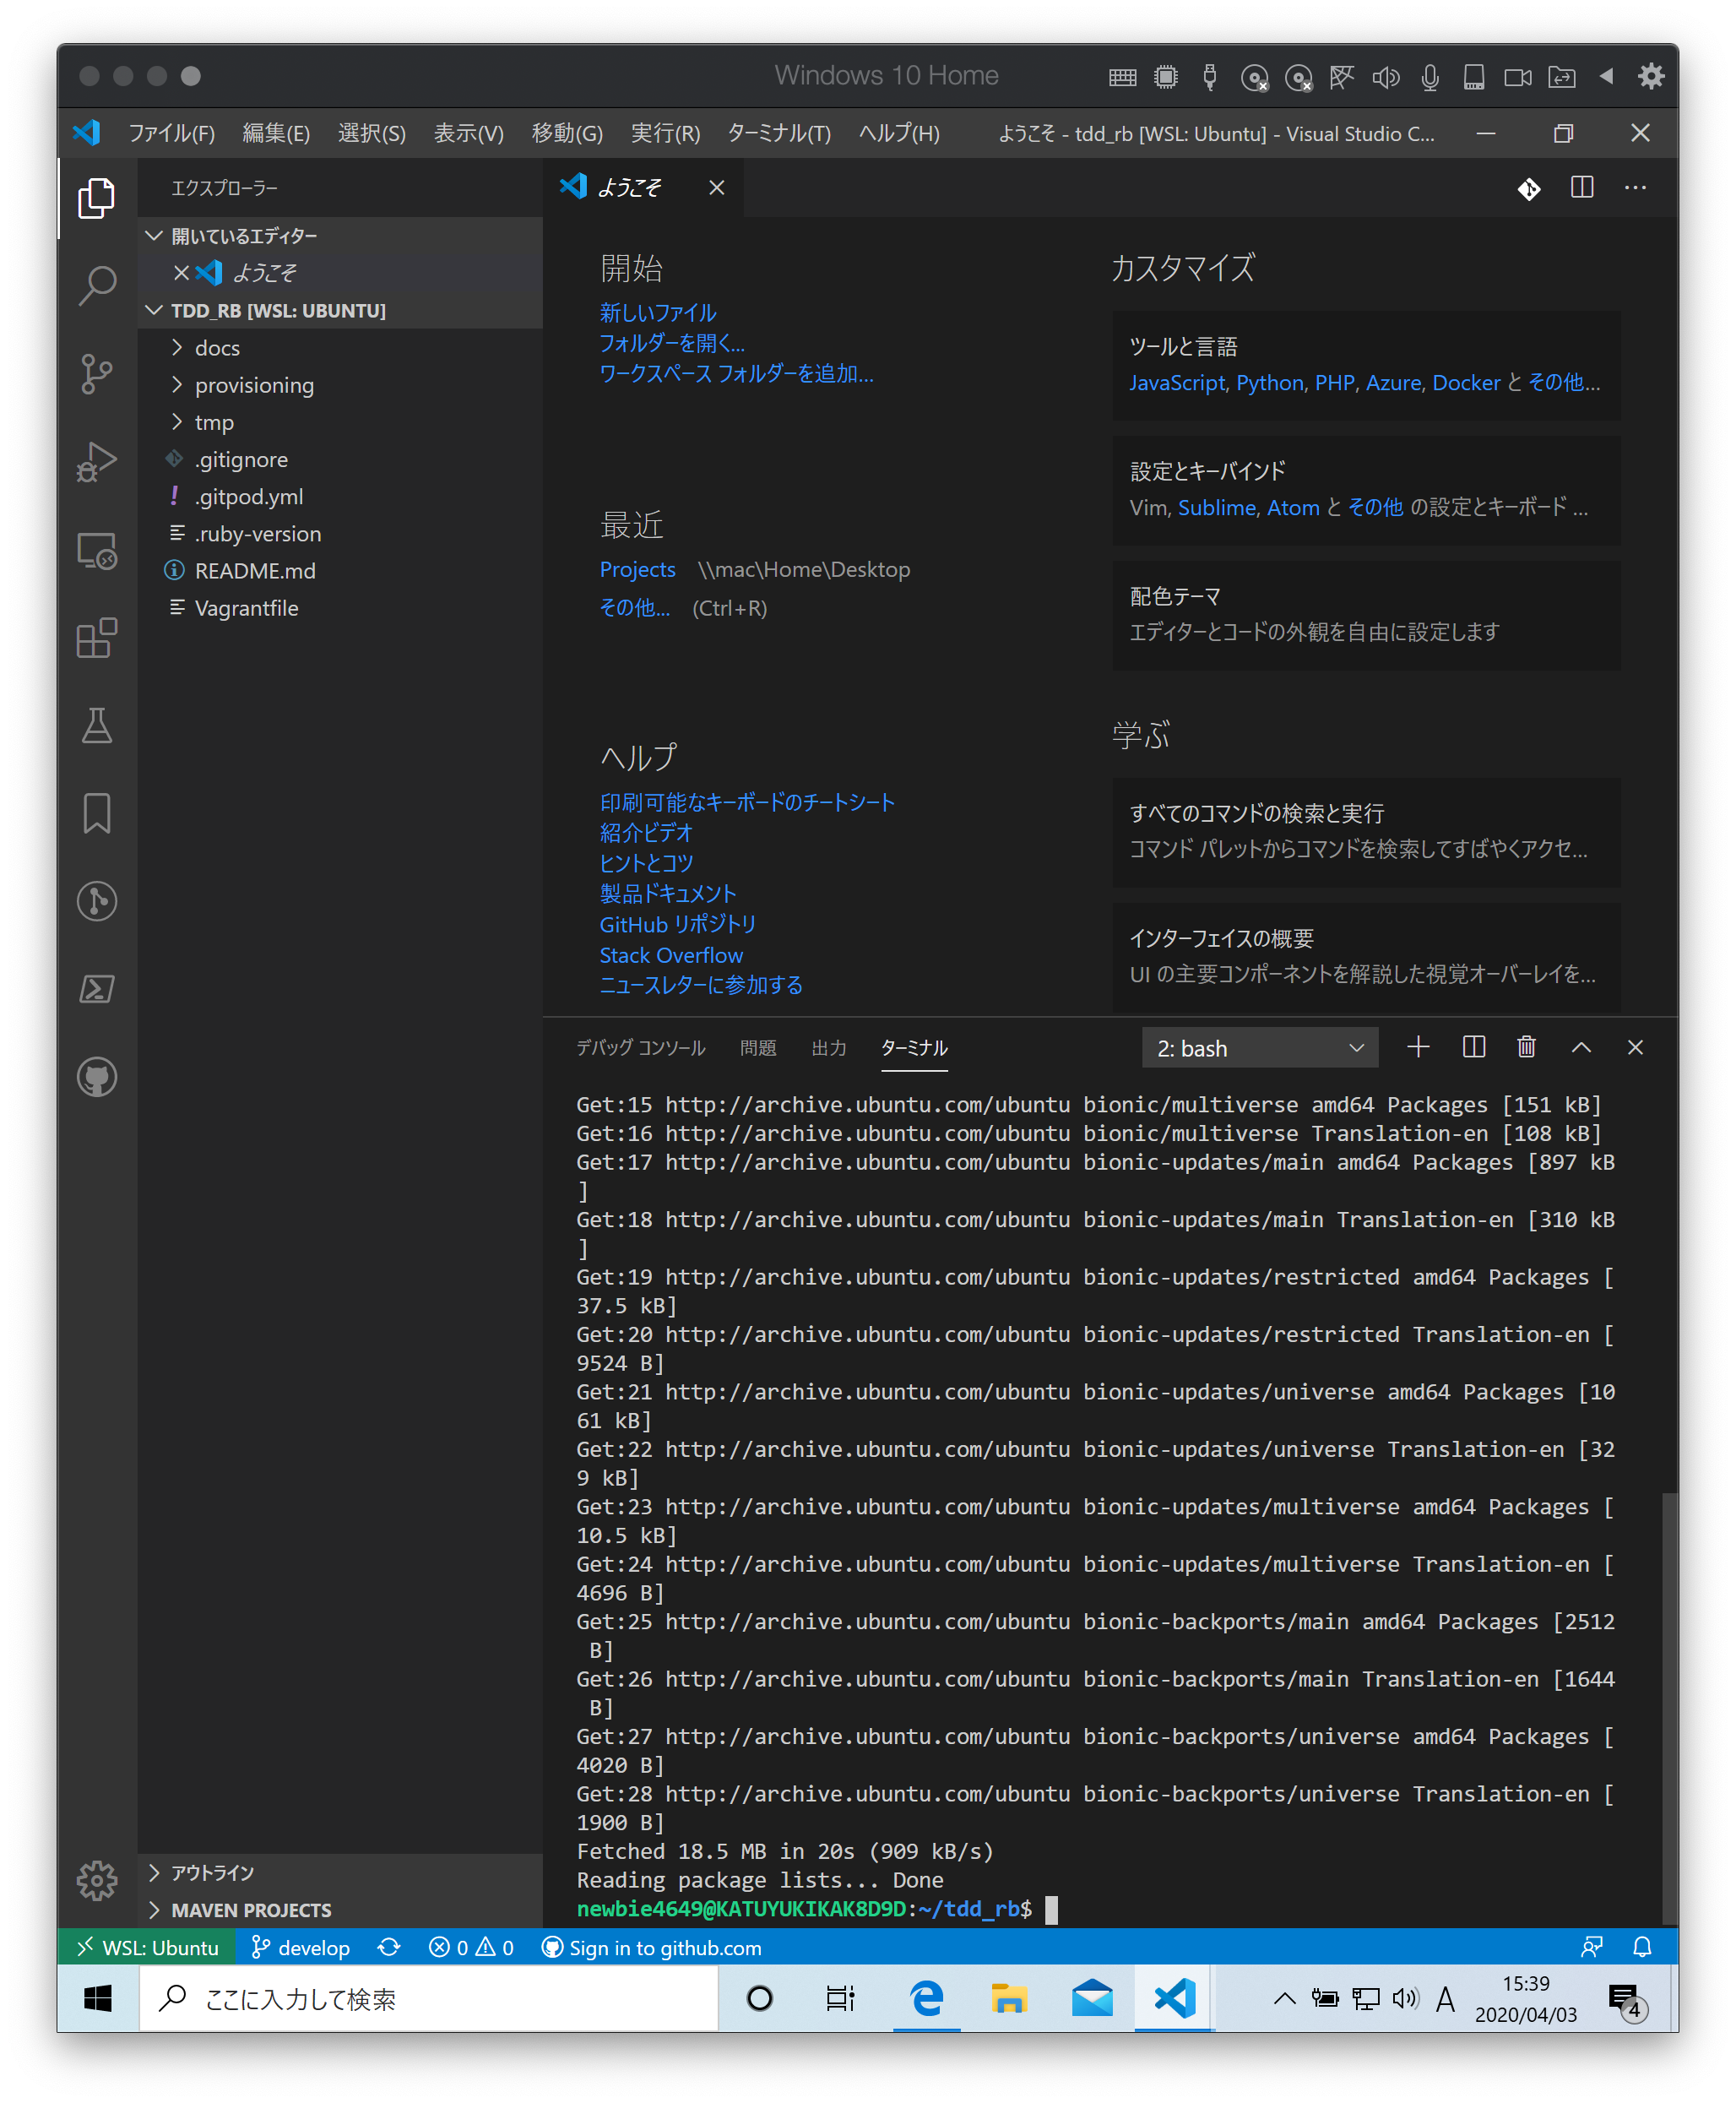 Windows 10 Home
ファイル(F) 編集(E) 選択(S) 表示(V) 移動(G) 実行(R) ターミナル(T) ヘルプ(H) ようこそ - tdd_rb [WSL: Ubuntu] - Visual Studio C...
エクスプローラー
開いているエディター
ようこそ
TDD_RB [WSL: UBUNTU]
docs
provisioning
tmp
.gitignore
.gitpod.yml
.ruby-version
README.md
Vagrantfile
アウトライン
MAVEN PROJECTS
ようこそ
開始
新しいファイル
フォルダーを開く...
ワークスペース フォルダーを追加...
最近
Projects \\mac\Home\Desktop
その他... (Ctrl+R)
ヘルプ
印刷可能なキーボードのチートシート
紹介ビデオ
ヒントとコツ
製品ドキュメント
GitHub リポジトリ
Stack Overflow
ニュースレターに参加する
カスタマイズ
ツールと言語
JavaScript, Python, PHP, Azure, Docker と その他...
設定とキーバインド
Vim, Sublime, Atom と その他 の設定とキーボード ...
配色テーマ
エディターとコードの外観を自由に設定します
学ぶ
すべてのコマンドの検索と実行
コマンド パレットからコマンドを検索してすばやくアクセ...
インターフェイスの概要
UI の主要コンポーネントを解説した視覚オーバーレイを...
デバッグ コンソール 問題 出力 ターミナル 2: bash
Get:15 http://archive.ubuntu.com/ubuntu bionic/multiverse amd64 Packages [151 kB]
Get:16 http://archive.ubuntu.com/ubuntu bionic/multiverse Translation-en [108 kB]
Get:17 http://archive.ubuntu.com/ubuntu bionic-updates/main amd64 Packages [897 kB
]
Get:18 http://archive.ubuntu.com/ubuntu bionic-updates/main Translation-en [310 kB
]
Get:19 http://archive.ubuntu.com/ubuntu bionic-updates/restricted amd64 Packages [
37.5 kB]
Get:20 http://archive.ubuntu.com/ubuntu bionic-updates/restricted Translation-en [
9524 B]
Get:21 http://archive.ubuntu.com/ubuntu bionic-updates/universe amd64 Packages [10
61 kB]
Get:22 http://archive.ubuntu.com/ubuntu bionic-updates/universe Translation-en [32
9 kB]
Get:23 http://archive.ubuntu.com/ubuntu bionic-updates/multiverse amd64 Packages [
10.5 kB]
Get:24 http://archive.ubuntu.com/ubuntu bionic-updates/multiverse Translation-en [
4696 B]
Get:25 http://archive.ubuntu.com/ubuntu bionic-backports/main amd64 Packages [2512
B]
Get:26 http://archive.ubuntu.com/ubuntu bionic-backports/main Translation-en [1644
B]
Get:27 http://archive.ubuntu.com/ubuntu bionic-backports/universe amd64 Packages [
4020 B]
Get:28 http://archive.ubuntu.com/ubuntu bionic-backports/universe Translation-en [
1900 B]
Fetched 18.5 MB in 20s (909 kB/s)
Reading package lists... Done
newbie4649@KATUYUKIKAK8D9D:~/tdd_rb$
WSL: Ubuntu develop 0 0 Sign in to github.com
ここに入力して検索
A
15:39
2020/04/03
4